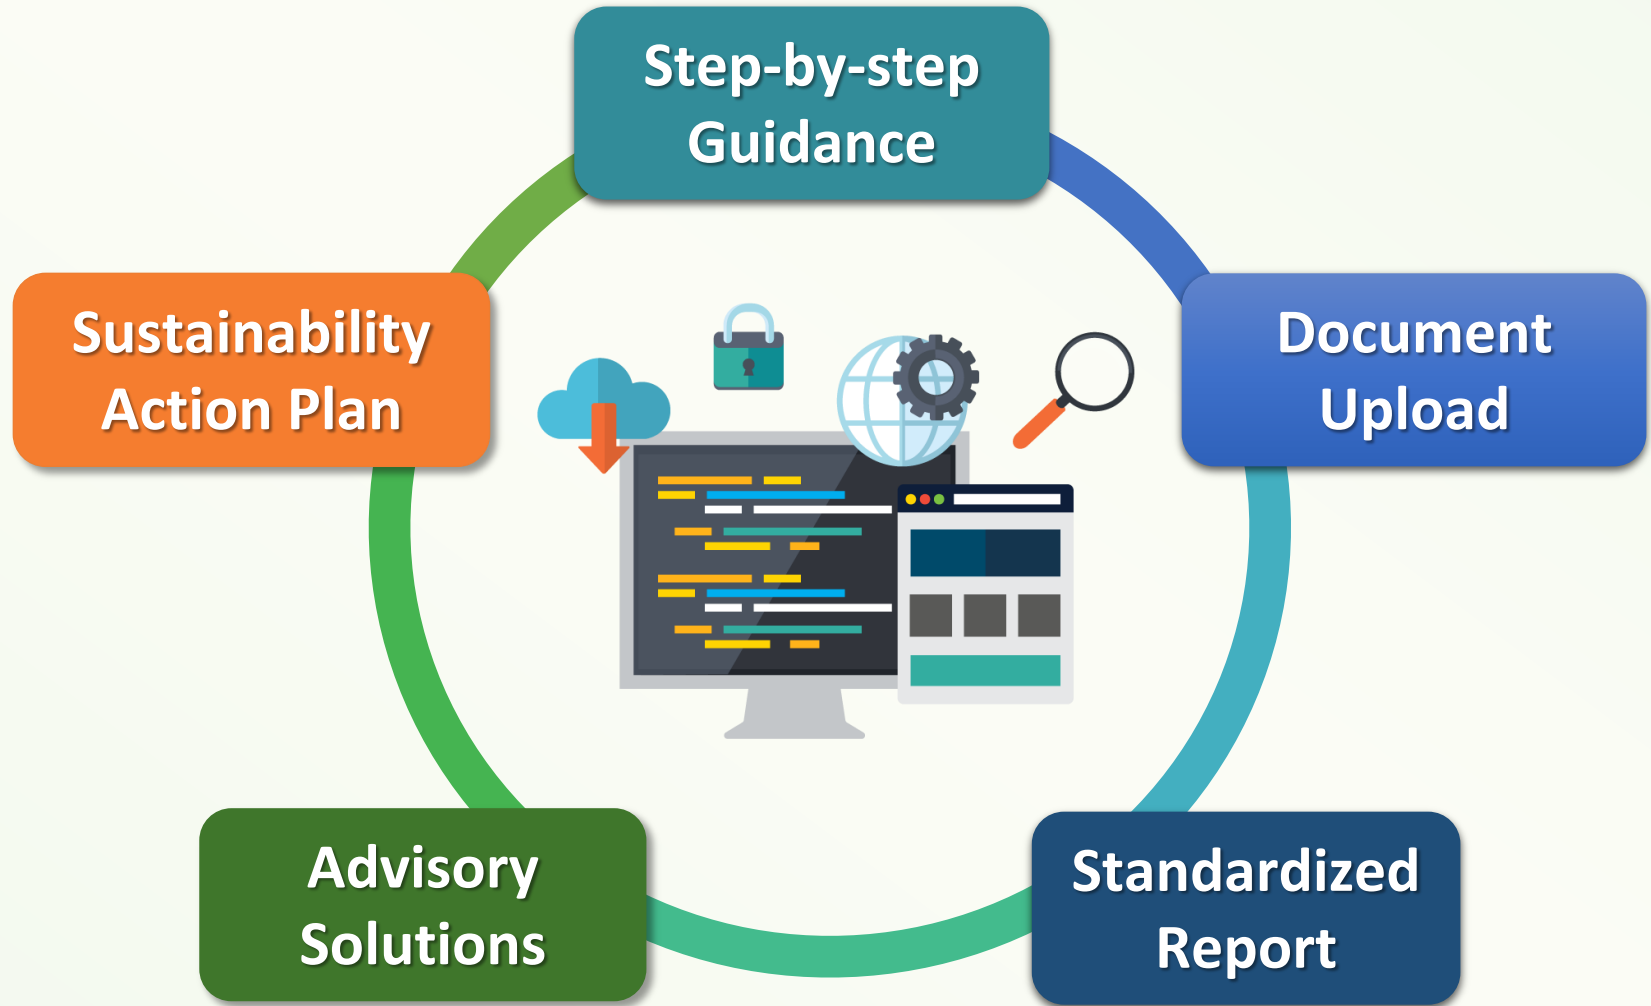 Step-by-step
Guidance
Document
Upload
Standardized
Report
Advisory
Solutions
Sustainability
Action Plan